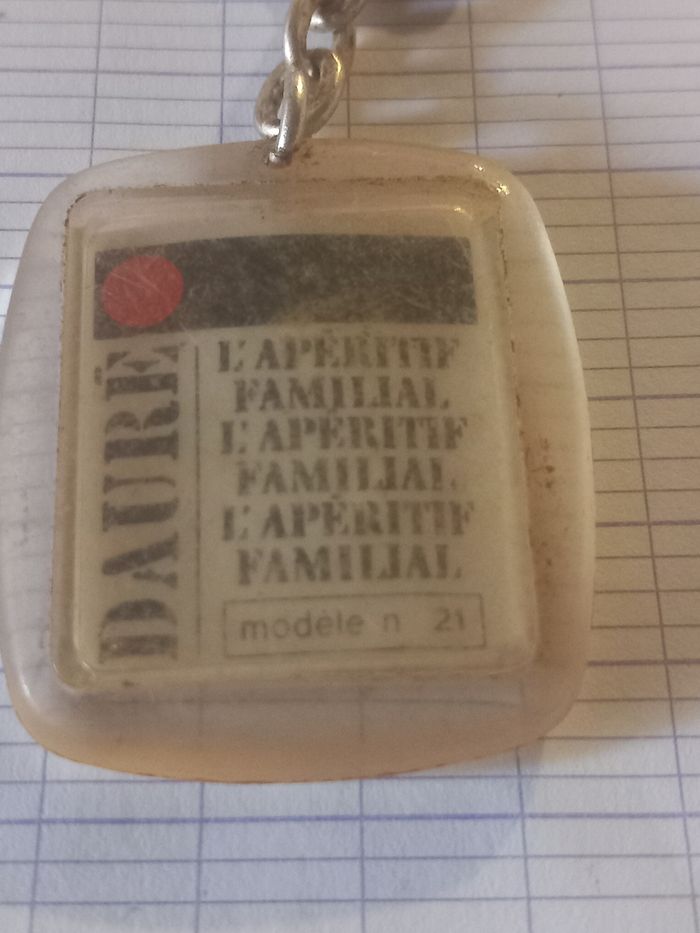 DAURÉ
L'APÉRITIF
FAMILIAL
L'APÉRITIF
FAMILIAL
L'APÉRITIF
FAMILIAL
modèle n 21